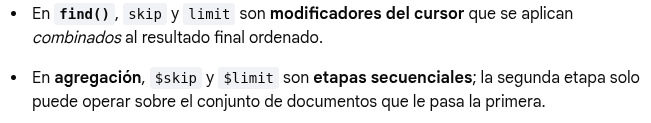 • En find(), skip y limit son modificadores del cursor que se aplican
combinados al resultado final ordenado.
• En agregación, $skip y $limit son etapas secuenciales; la segunda etapa solo
puede operar sobre el conjunto de documentos que le pasa la primera.